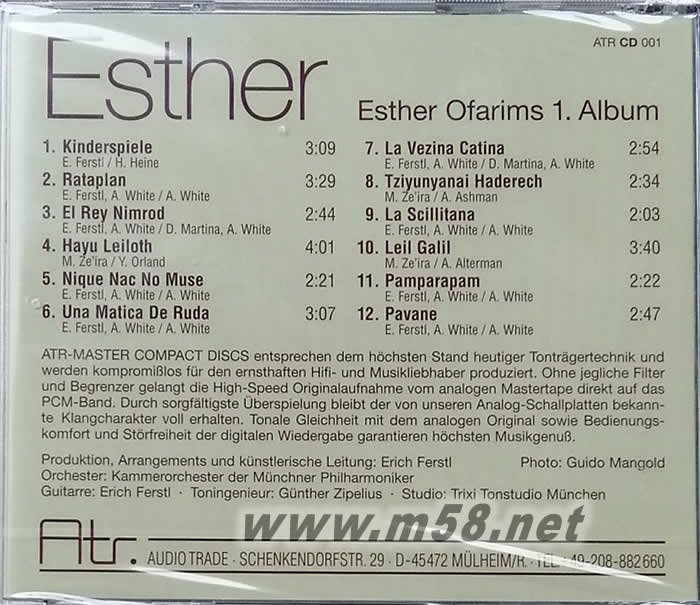 ATR CD 001
Esther
Esther Ofarims 1. Album
1. Kinderspiele 3:09
E. Ferstl / H. Heine
2. Rataplan 3:29
E. Ferstl, A. White / A. White
3. El Rey Nimrod 2:44
E. Ferstl, A. White / D. Martina, A. White
4. Hayu Leiloth 4:01
M. Ze'ira / Y. Orland
5. Nique Nac No Muse 2:21
E. Ferstl, A. White / A. White
6. Una Matica De Ruda 3:07
E. Ferstl, A. White / A. White
7. La Vezina Catina 2:54
E. Ferstl, A. White / D. Martina, A. White
8. Tziyunyanai Haderech 2:34
M. Ze'ira / A. Ashman
9. La Scillitana 2:03
E. Ferstl, A. White / A. White
10. Leil Galil 3:40
M. Ze'ira / A. Alterman
11. Pamparapam 2:22
E. Ferstl, A. White / A. White
12. Pavane 2:47
E. Ferstl, A. White / A. White
ATR-MASTER COMPACT DISCS entsprechen dem höchsten Stand heutiger Tonträgertechnik und
werden kompromißlos für den ernsthaften Hifi- und Musikliebhaber produziert. Ohne jegliche Filter
und Begrenzer gelangt die High-Speed Originalaufnahme vom analogen Mastertape direkt auf das
PCM-Band. Durch sorgfältigste Überspielung bleibt der von unseren Analog-Schallplatten bekann-
te Klangcharakter voll erhalten. Tonale Gleichheit mit dem analogen Original sowie Bedienungs-
komfort und Störfreiheit der digitalen Wiedergabe garantieren höchsten Musikgenuß.
Produktion, Arrangements und künstlerische Leitung: Erich Ferstl Photo: Guido Mangold
Orchester: Kammerorchester der Münchner Philharmoniker
Guitarre: Erich Ferstl · Toningenieur: Günther Zipelius · Studio: Trixi Tonstudio München
www.m58.net
Atr. AUDIO TRADE · SCHENKENDORFSTR. 29 · D-45472 MÜLHEIM/R. · TEL. +49-208-882660